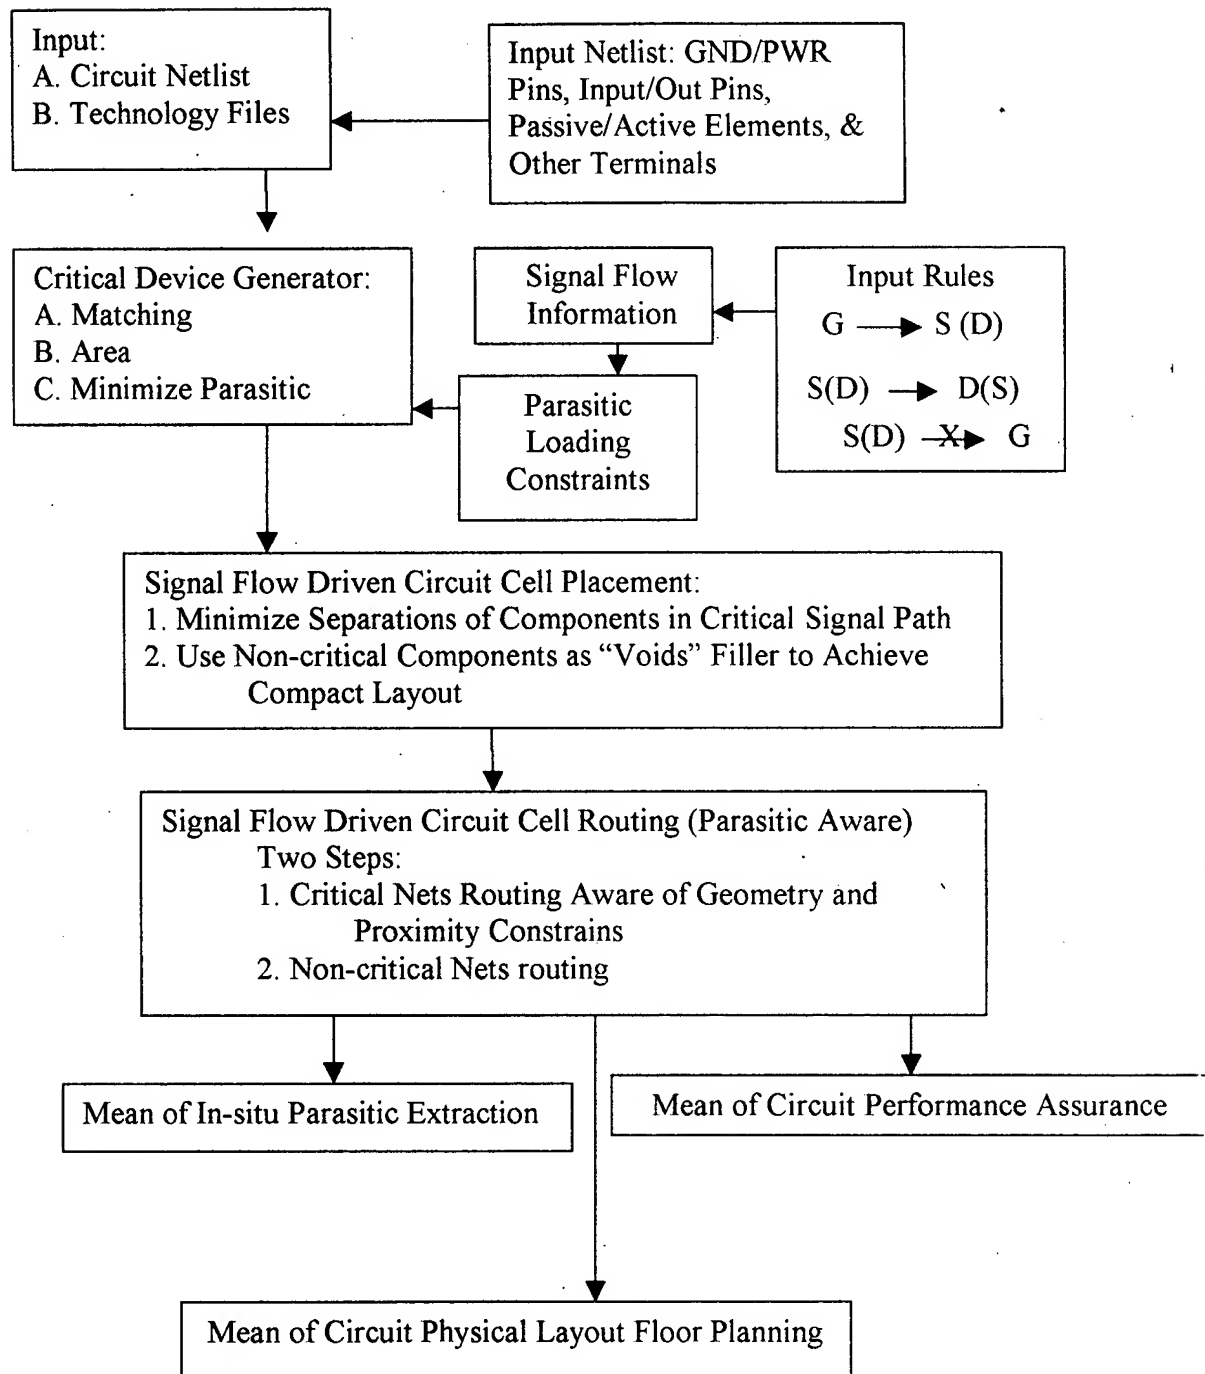 Input:
A. Circuit Netlist
B. Technology Files
Input Netlist: GND/PWR
Pins, Input/Out Pins,
Passive/Active Elements, &
Other Terminals
Critical Device Generator:
A. Matching
B. Area
C. Minimize Parasitic
Signal Flow
Information
Parasitic
Loading
Constraints
Input Rules
G → S (D)
S(D) → D(S)
S(D) -X→ G
Signal Flow Driven Circuit Cell Placement:
1. Minimize Separations of Components in Critical Signal Path
2. Use Non-critical Components as “Voids” Filler to Achieve
Compact Layout
Signal Flow Driven Circuit Cell Routing (Parasitic Aware)
Two Steps:
1. Critical Nets Routing Aware of Geometry and
Proximity Constrains
2. Non-critical Nets routing
Mean of In-situ Parasitic Extraction
Mean of Circuit Performance Assurance
Mean of Circuit Physical Layout Floor Planning